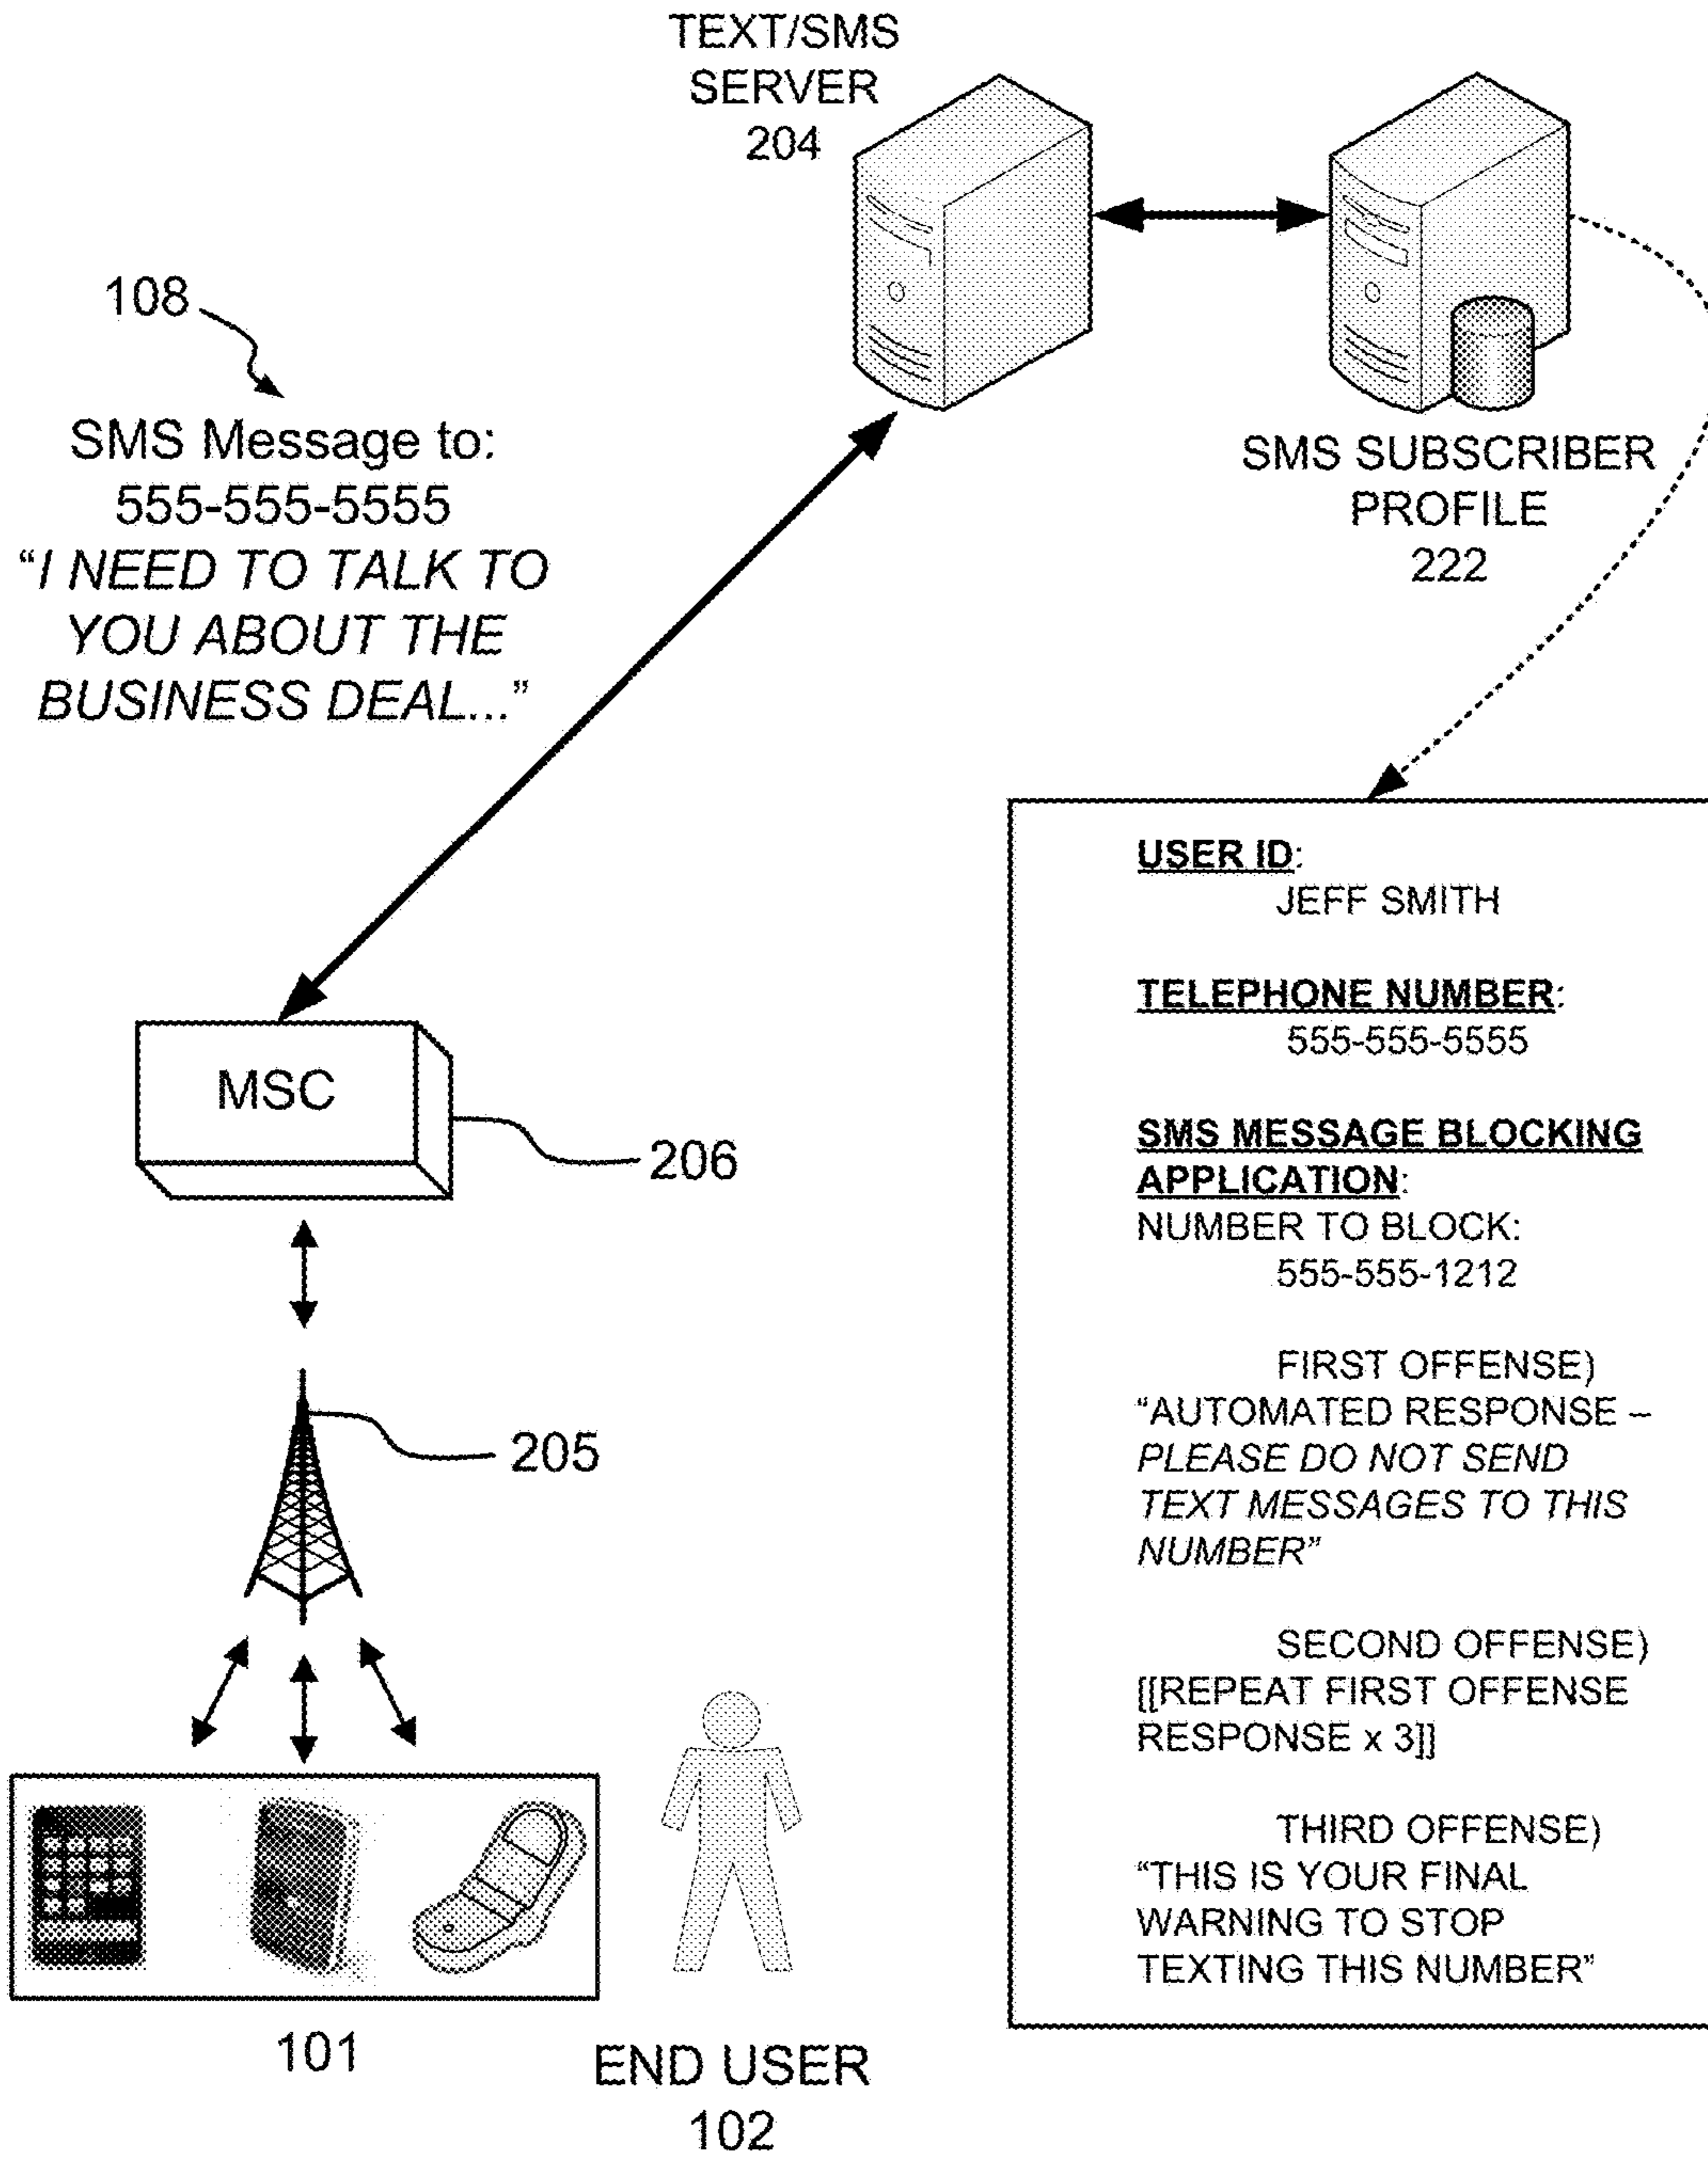 TEXT/SMS
SERVER
204
108
SMS Message to:
555-555-5555
“I NEED TO TALK TO
YOU ABOUT THE
BUSINESS DEAL...”
SMS SUBSCRIBER
PROFILE
222
MSC
206
205
101
END USER
102
USER ID:
JEFF SMITH
TELEPHONE NUMBER:
555-555-5555
SMS MESSAGE BLOCKING
APPLICATION:
NUMBER TO BLOCK:
555-555-1212
FIRST OFFENSE)
“AUTOMATED RESPONSE –
PLEASE DO NOT SEND
TEXT MESSAGES TO THIS
NUMBER”
SECOND OFFENSE)
[[REPEAT FIRST OFFENSE
RESPONSE x 3]]
THIRD OFFENSE)
“THIS IS YOUR FINAL
WARNING TO STOP
TEXTING THIS NUMBER”